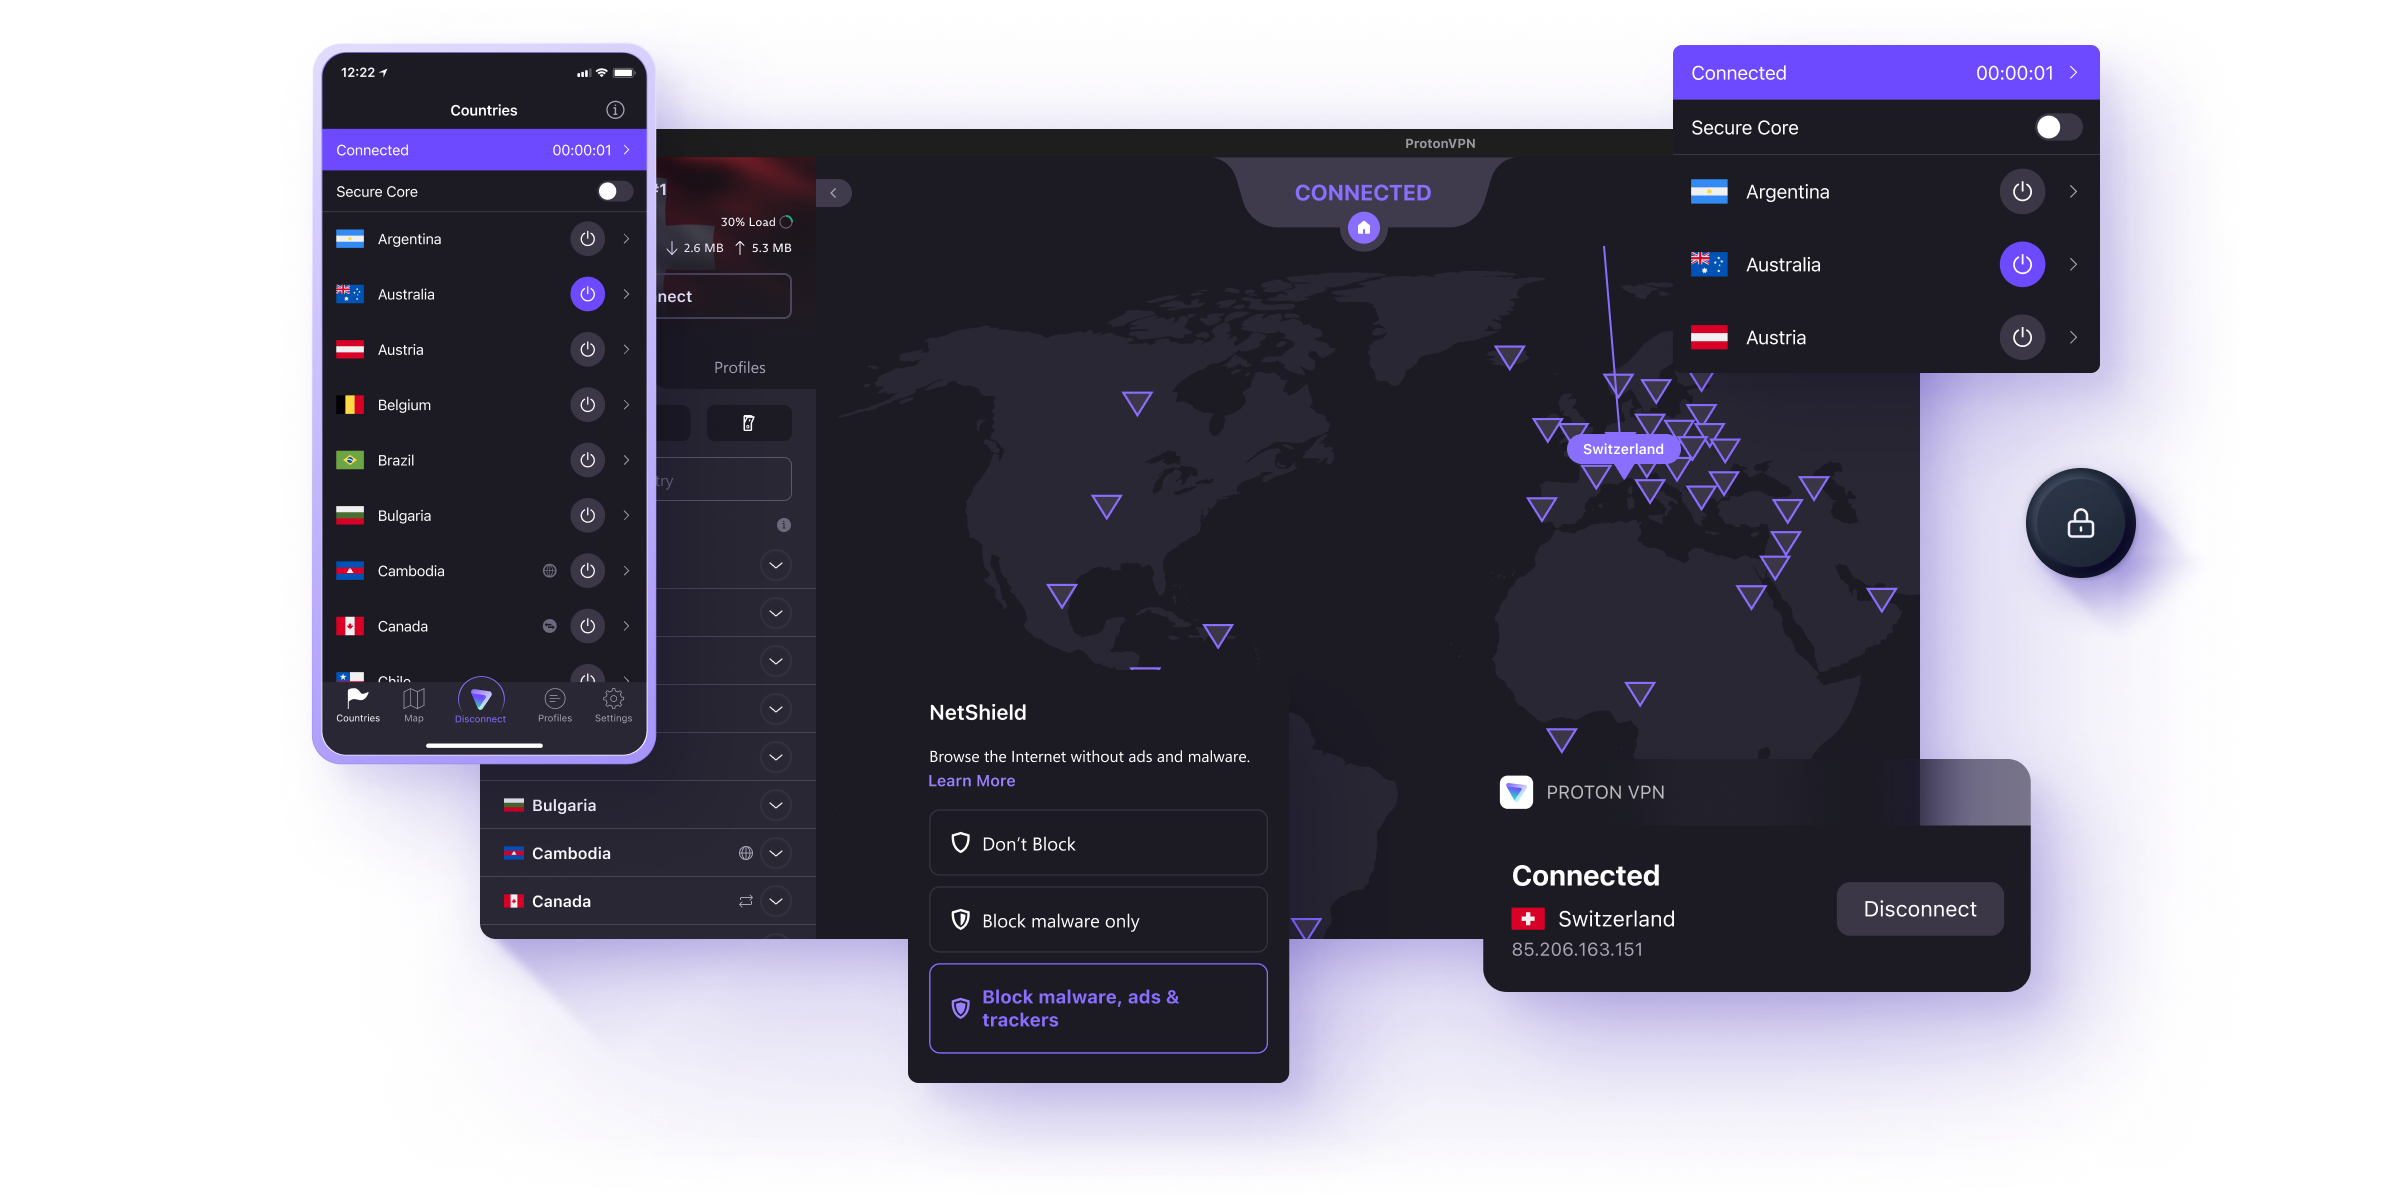 12:22
Countries
Connected 00:00:01
Secure Core
Argentina
Australia
Austria
Belgium
Brazil
Bulgaria
Cambodia
Canada
Chile
Countries Map Disconnect Profiles Settings
ProtonVPN
#1
30% Load
2.6 MB 5.3 MB
Profiles
Bulgaria
Cambodia
Canada
CONNECTED
Switzerland
Connected 00:00:01
Secure Core
Argentina
Australia
Austria
NetShield
Browse the Internet without ads and malware.
Learn More
Don't Block
Block malware only
Block malware, ads &
trackers
PROTON VPN
Connected
Switzerland
Disconnect
85.206.163.151